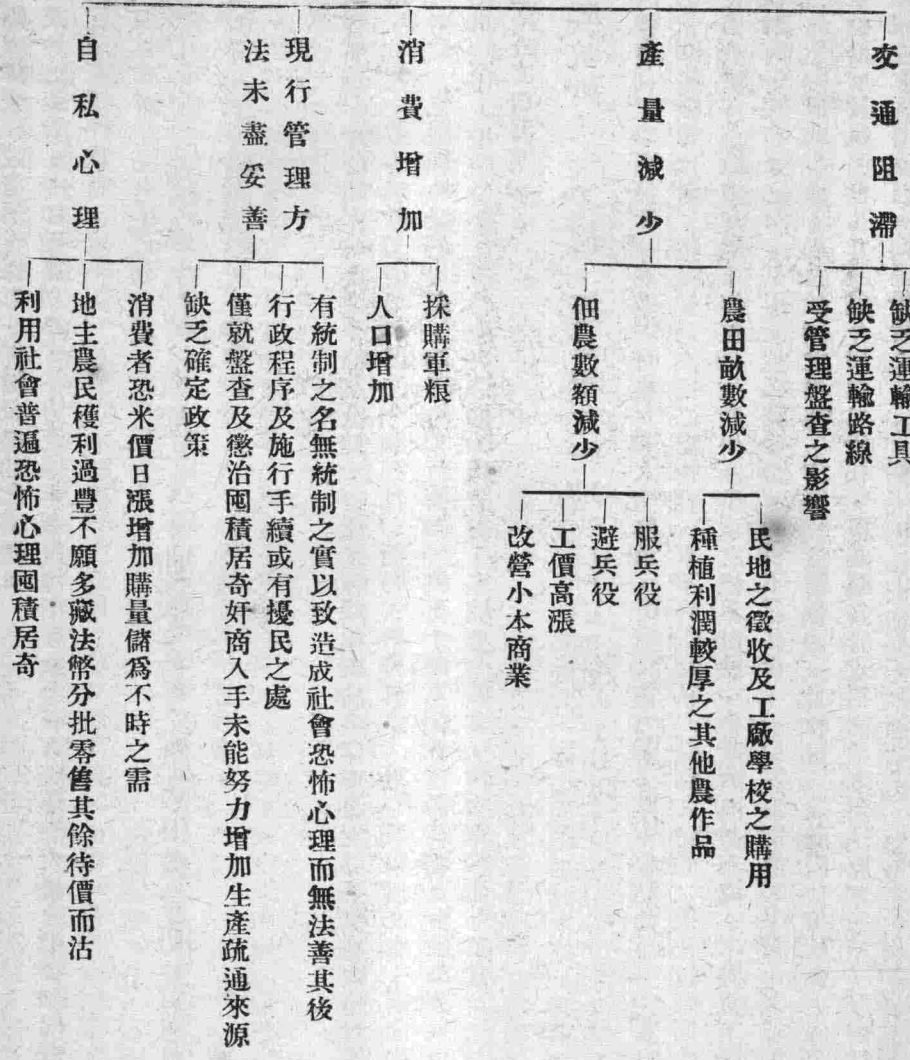 交通阻滯
缺乏運輸工具
缺乏運輸路線
受管理盤查之影響
產量減少
農田畝數減少
民地之徵收及工廠學校之購用
種植利潤較厚之其他農作品
佃農數額減少
服兵役
避兵役
工價高漲
改營小本商業
消費增加
採購軍粮
人口增加
現行管理方
法未盡妥善
有統制之名無統制之實以致造成社會恐怖心理而無法善其後
行政程序及施行手續或有擾民之處
僅就盤查及懲治囤積居奇奸商入手未能努力增加生產疏通來源
缺乏確定政策
自私心理
消費者恐米價日漲增加購量儲爲不時之需
地主農民穫利過豐不願多藏法幣分批零售其餘待價而沽
利用社會普遍恐怖心理囤積居奇